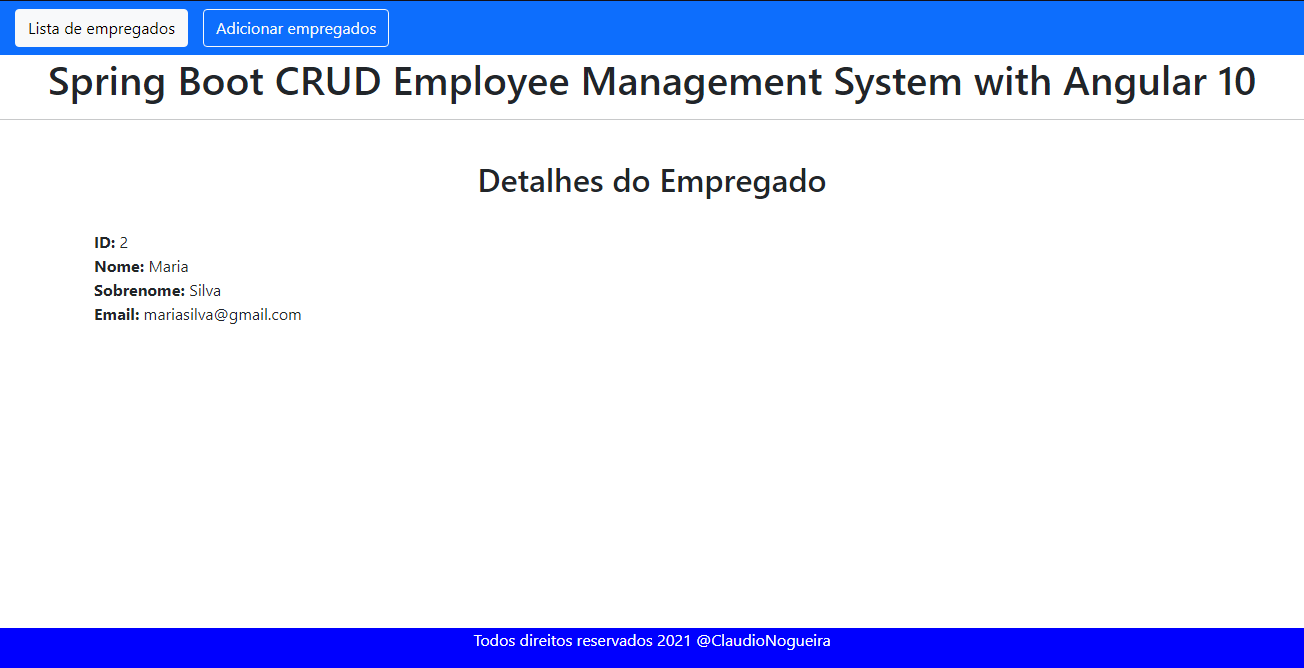 Lista de empregados Adicionar empregados
Spring Boot CRUD Employee Management System with Angular 10
Detalhes do Empregado
ID: 2
Nome: Maria
Sobrenome: Silva
Email: mariasilva@gmail.com
Todos direitos reservados 2021 @ClaudioNogueira